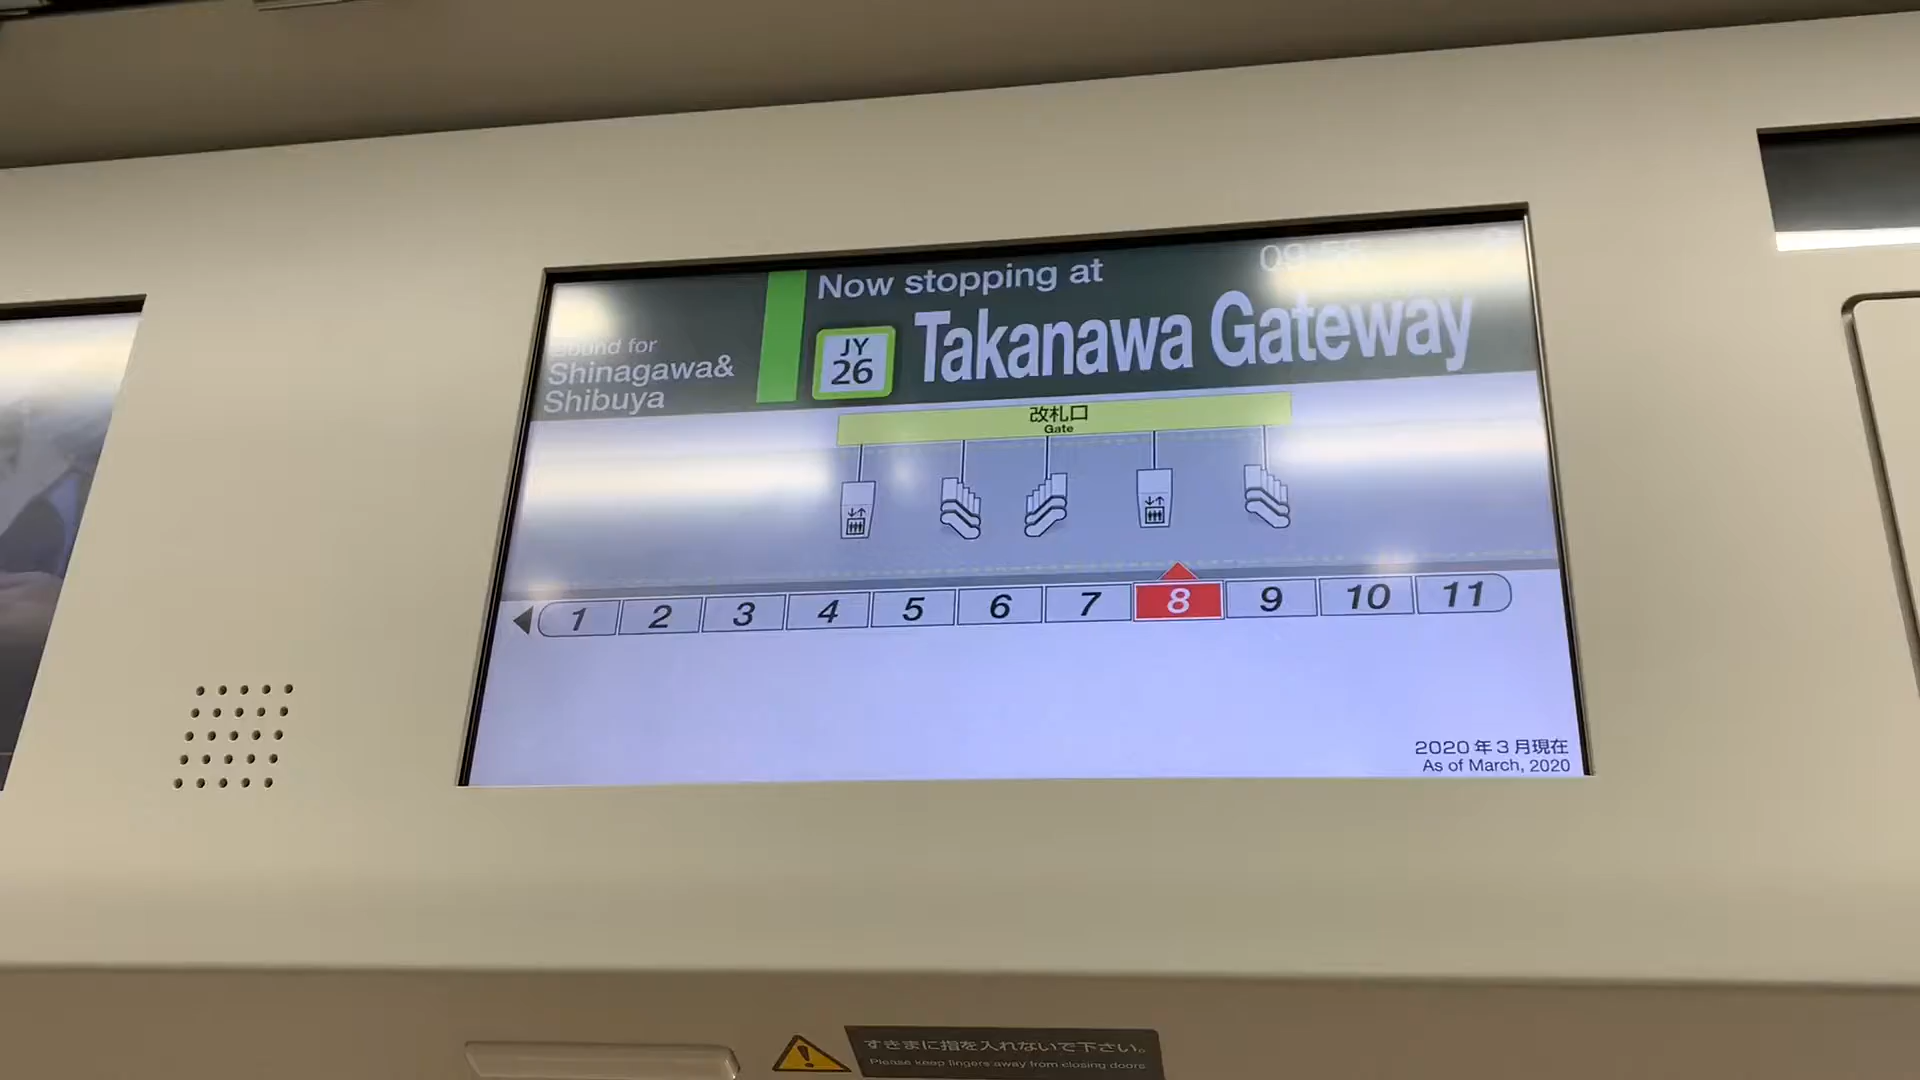 Now stopping at
Bound for
Shinagawa&
Shibuya
JY
26
Takanawa Gateway
改札口
Gate
1 2 3 4 5 6 7 8 9 10 11
2020年3月現在
As of March, 2020
すきまに指を入れないで下さい。
Please keep fingers away from closing doors